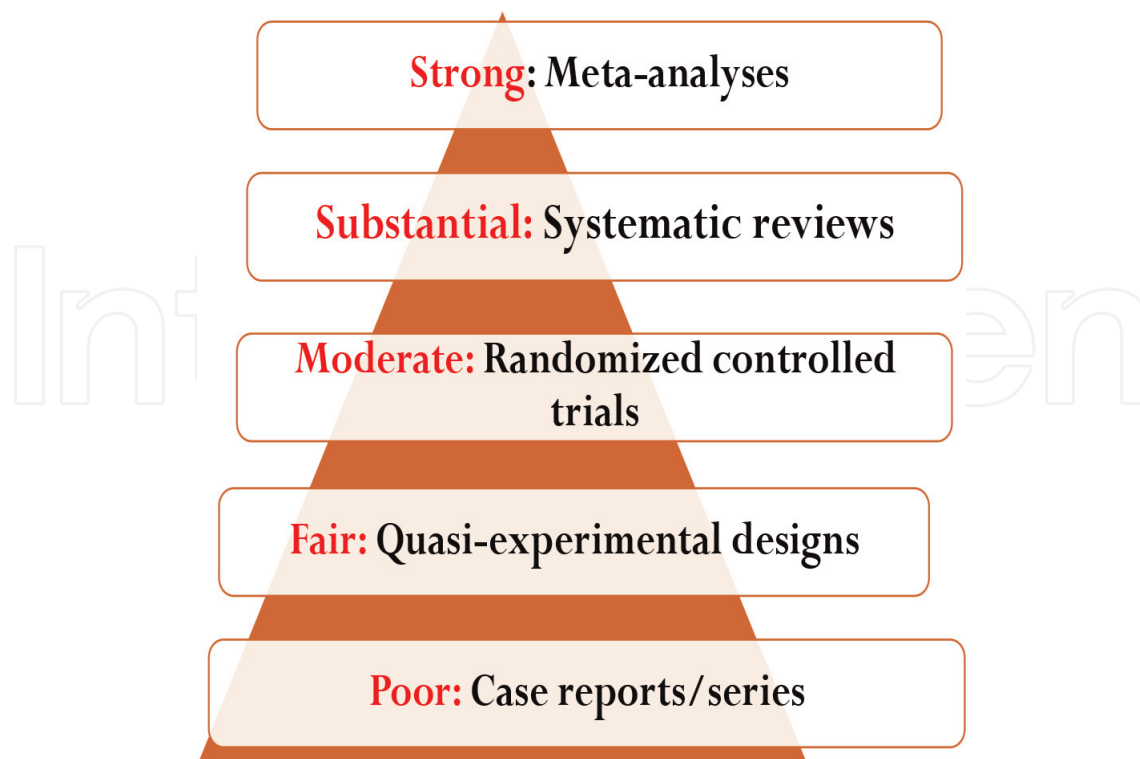 Strong: Meta-analyses
Substantial: Systematic reviews
Moderate: Randomized controlled
trials
Fair: Quasi-experimental designs
Poor: Case reports/series